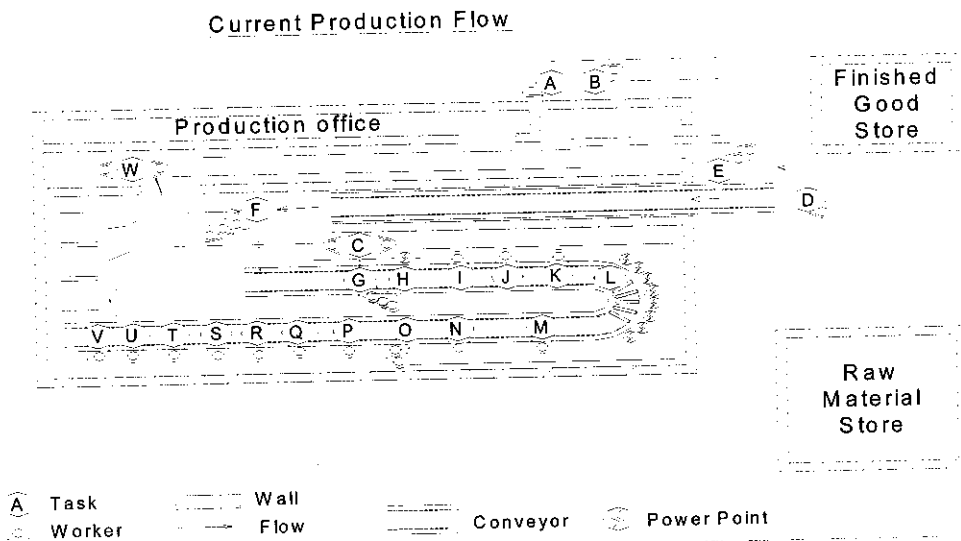 Current Production Flow
A B
Finished
Good
Store
Production office
W
E
D
F
C
G H I J K L
V U T S R Q P O N M
Raw
Material
Store
A Task
Wall
Worker
Flow
Conveyor
Power Point